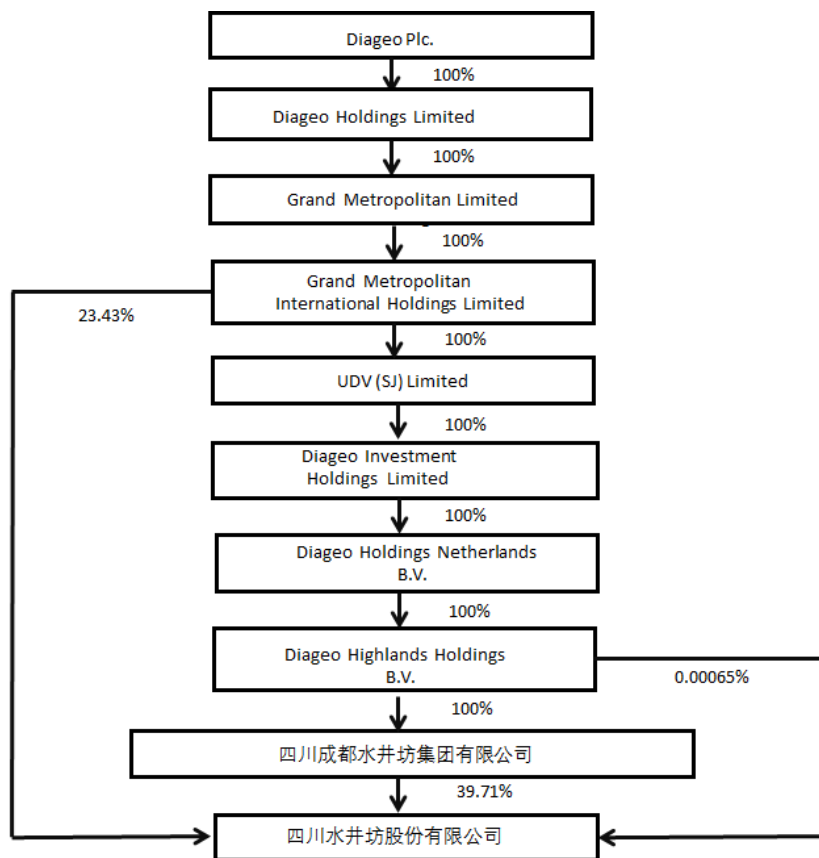 Diageo Plc.
100%
Diageo Holdings Limited
100%
Grand Metropolitan Limited
100%
Grand Metropolitan
International Holdings Limited
23.43%
100%
UDV (SJ) Limited
100%
Diageo Investment
Holdings Limited
100%
Diageo Holdings Netherlands
B.V.
100%
Diageo Highlands Holdings
B.V.
0.00065%
100%
四川成都水井坊集团有限公司
39.71%
四川水井坊股份有限公司